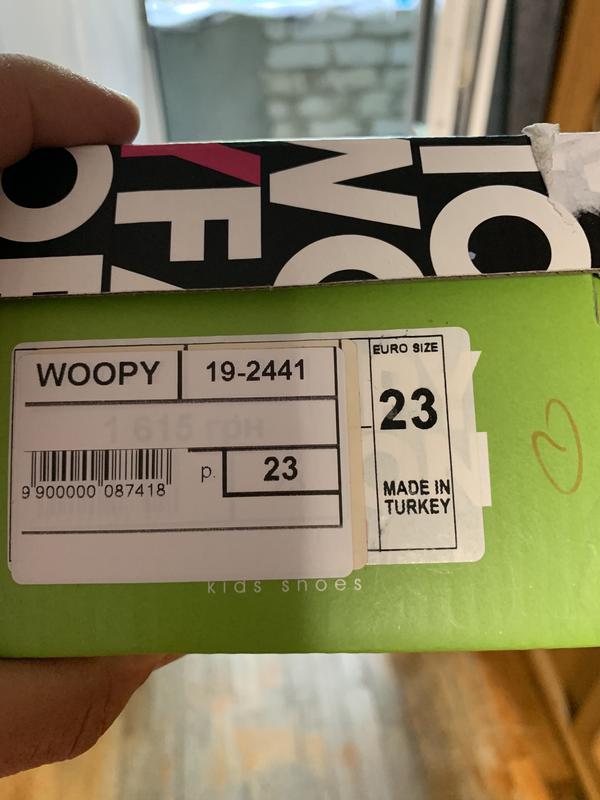 WOOPY 19-2441
1 615 грн
9 900000 087418
р. 23
EURO SIZE
23
MADE IN
TURKEY
kids shoes